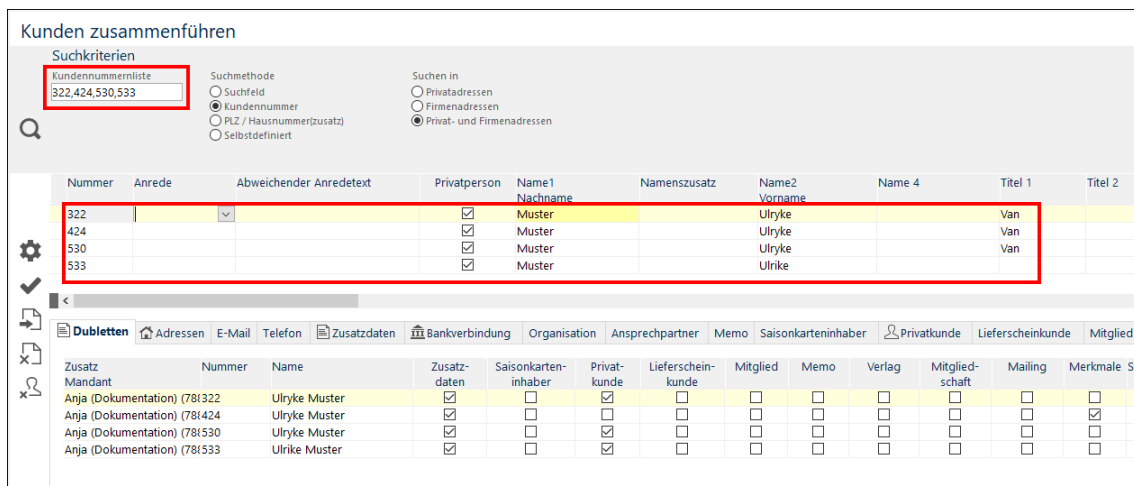 Kunden zusammenführen
Suchkriterien
Kundennummernliste Suchmethode Suchen in
322,424,530,533 Suchfeld Privatadressen
Kundennummer Firmenadressen
PLZ / Hausnummer(zusatz) Privat- und Firmenadressen
Selbstdefiniert
Nummer Anrede Abweichender Anredetext Privatperson Name1 Namenszusatz Name2 Name 4 Titel 1 Titel 2
Nachname Vorname
322 Muster Ulryke Van
424 Muster Ulryke Van
530 Muster Ulryke Van
533 Muster Ulrike
Dubletten Adressen E-Mail Telefon Zusatzdaten Bankverbindung Organisation Ansprechpartner Memo Saisonkarteninhaber Privatkunde Lieferscheinkunde Mitglied
Zusatz Nummer Name Zusatz- Saisonkarten- Privat- Lieferschein- Mitglied Memo Verlag Mitglied- Mailing Merkmale S
Mandant daten inhaber kunde kunde schaft
Anja (Dokumentation) (788 322 Ulryke Muster
Anja (Dokumentation) (788 424 Ulryke Muster
Anja (Dokumentation) (788 530 Ulryke Muster
Anja (Dokumentation) (788 533 Ulrike Muster